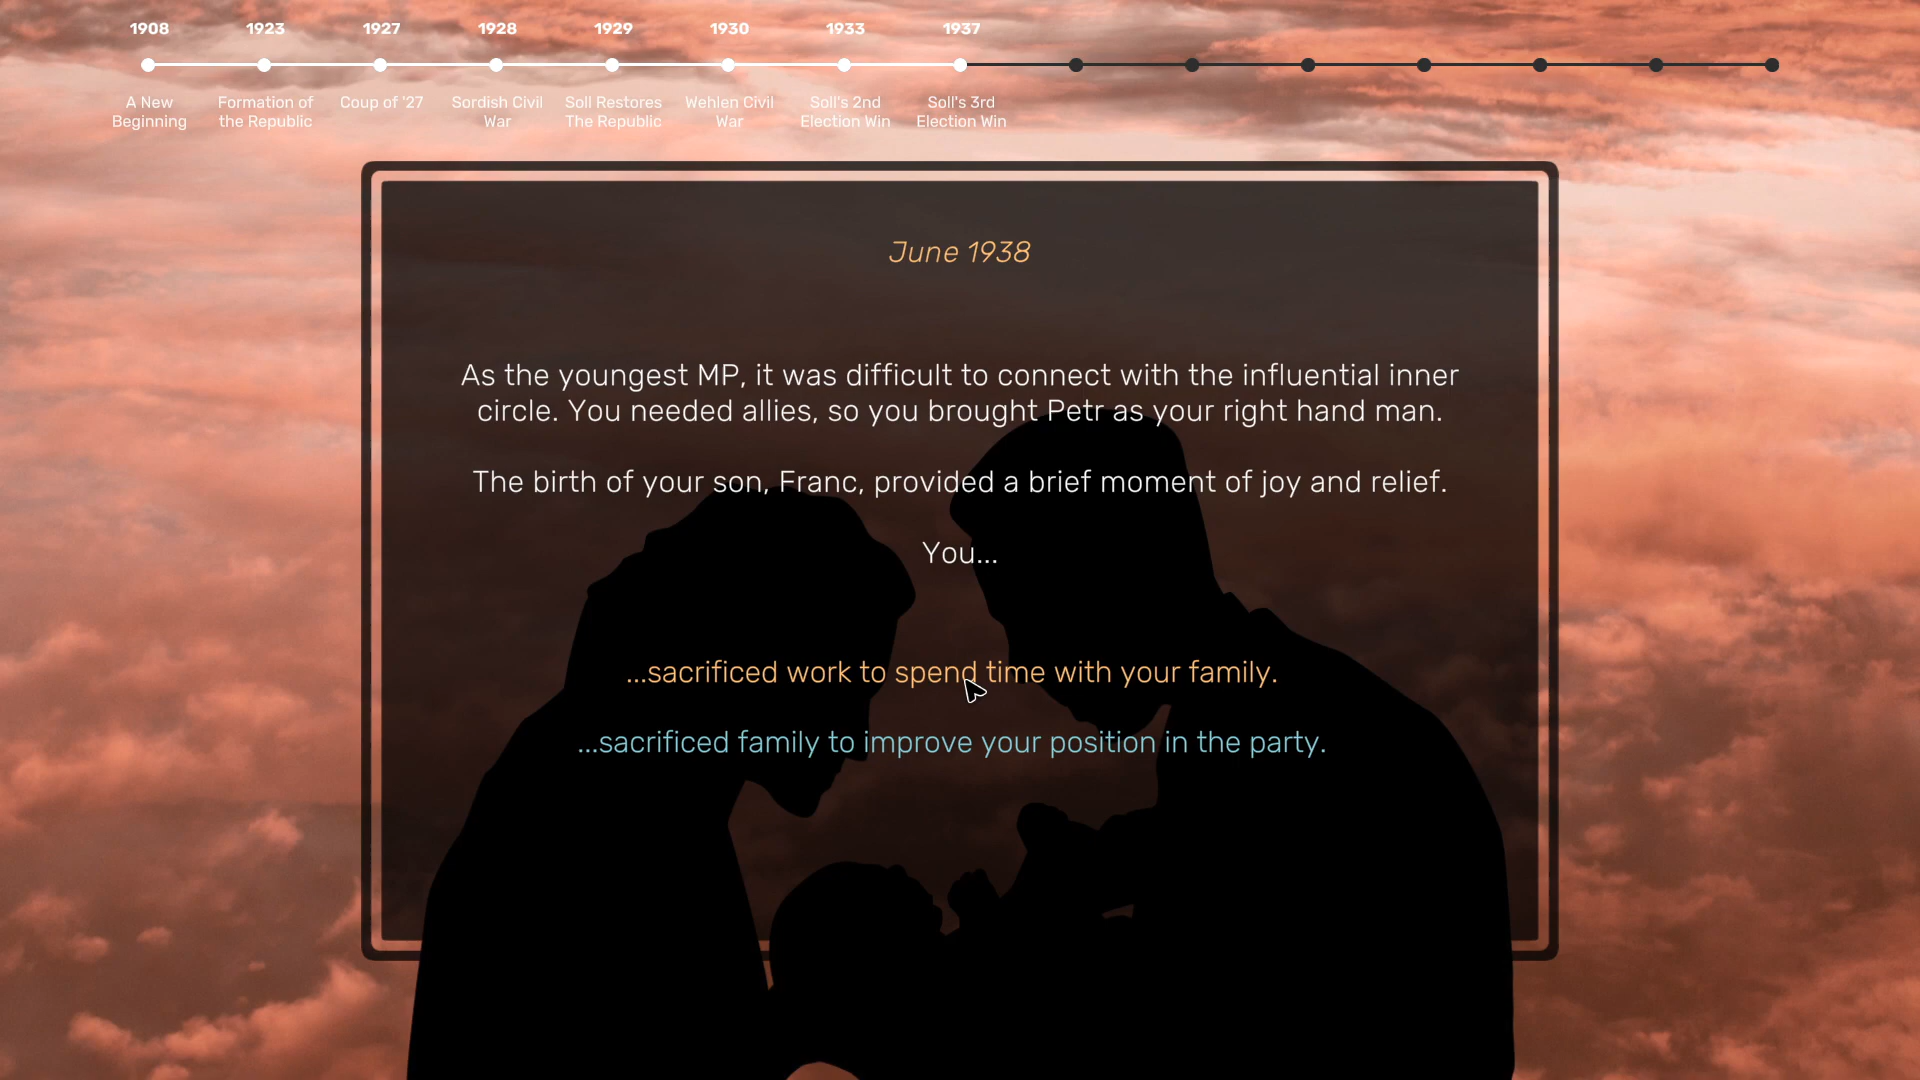 1908
1923
1927
1928
1929
1930
1933
1937
A New
Beginning
Formation of
the Republic
Coup of '27
Sordish Civil
War
Soll Restores
The Republic
Wehlen Civil
War
Soll's 2nd
Election Win
Soll's 3rd
Election Win
June 1938
As the youngest MP, it was difficult to connect with the influential inner
circle. You needed allies, so you brought Petr as your right hand man.
The birth of your son, Franc, provided a brief moment of joy and relief.
You...
...sacrificed work to spend time with your family.
...sacrificed family to improve your position in the party.